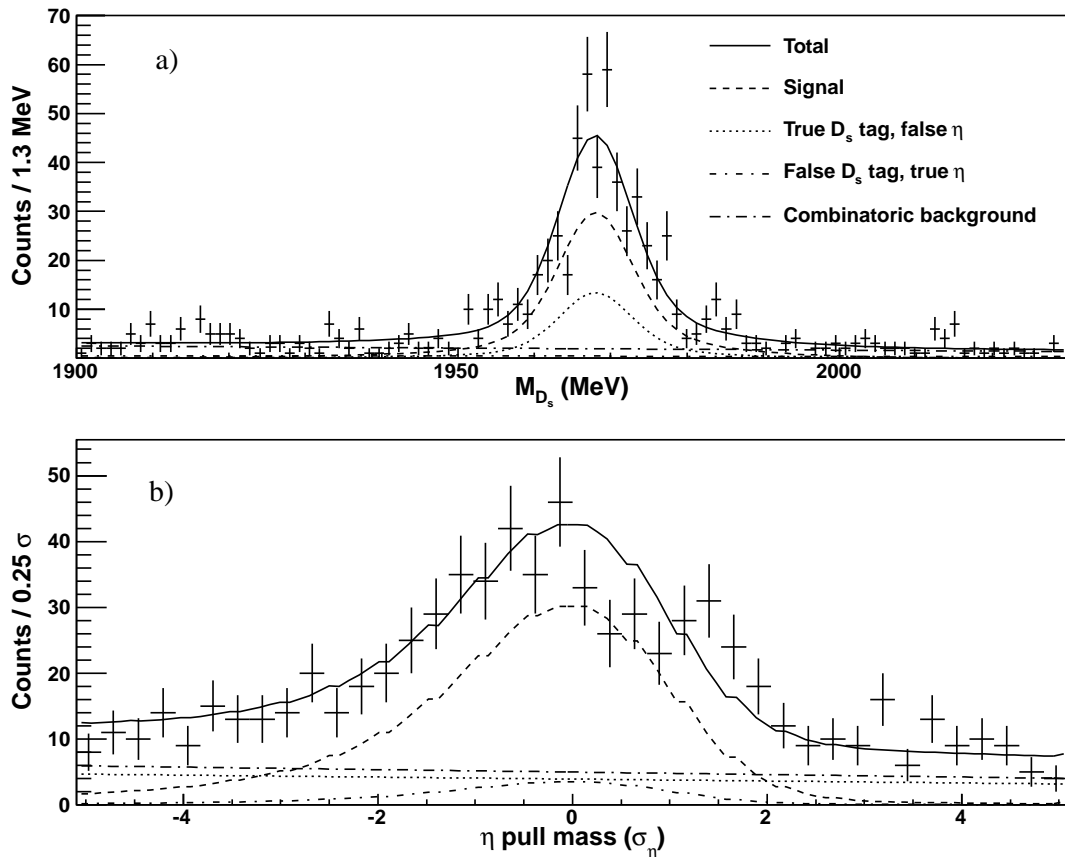 70
60
50
40
30
20
10
Counts / 1.3 MeV
a)
Total
Signal
True D_s tag, false η
False D_s tag, true η
Combinatoric background
1900 1950 2000
M_{D_s} (MeV)
50
40
30
20
10
0
Counts / 0.25 σ
b)
-4 -2 0 2 4
η pull mass (σ_η)